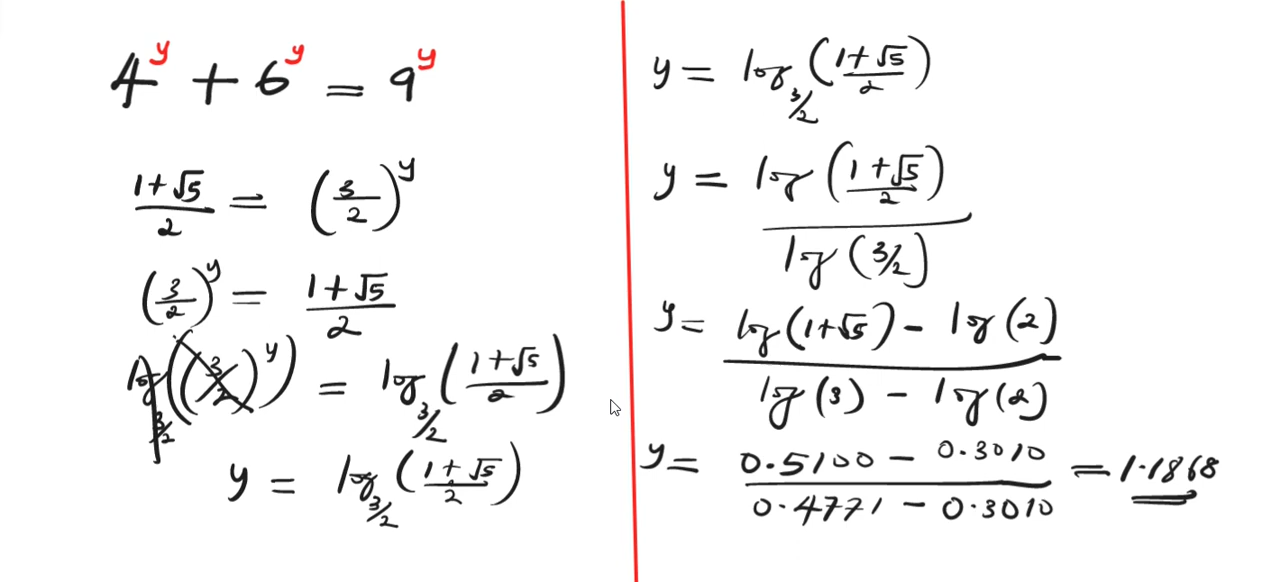 4^y + 6^y = 9^y
(1+√5)/2 = (3/2)^y
(3/2)^y = (1+√5)/2
log_{3/2}((3/2)^y) = log_{3/2}((1+√5)/2)
y = log_{3/2}((1+√5)/2)
y = log_{3/2}((1+√5)/2)
y = log((1+√5)/2) / log(3/2)
y = (log(1+√5) - log(2)) / (log(3) - log(2))
y = (0.5100 - 0.3010) / (0.4771 - 0.3010) = 1.1868